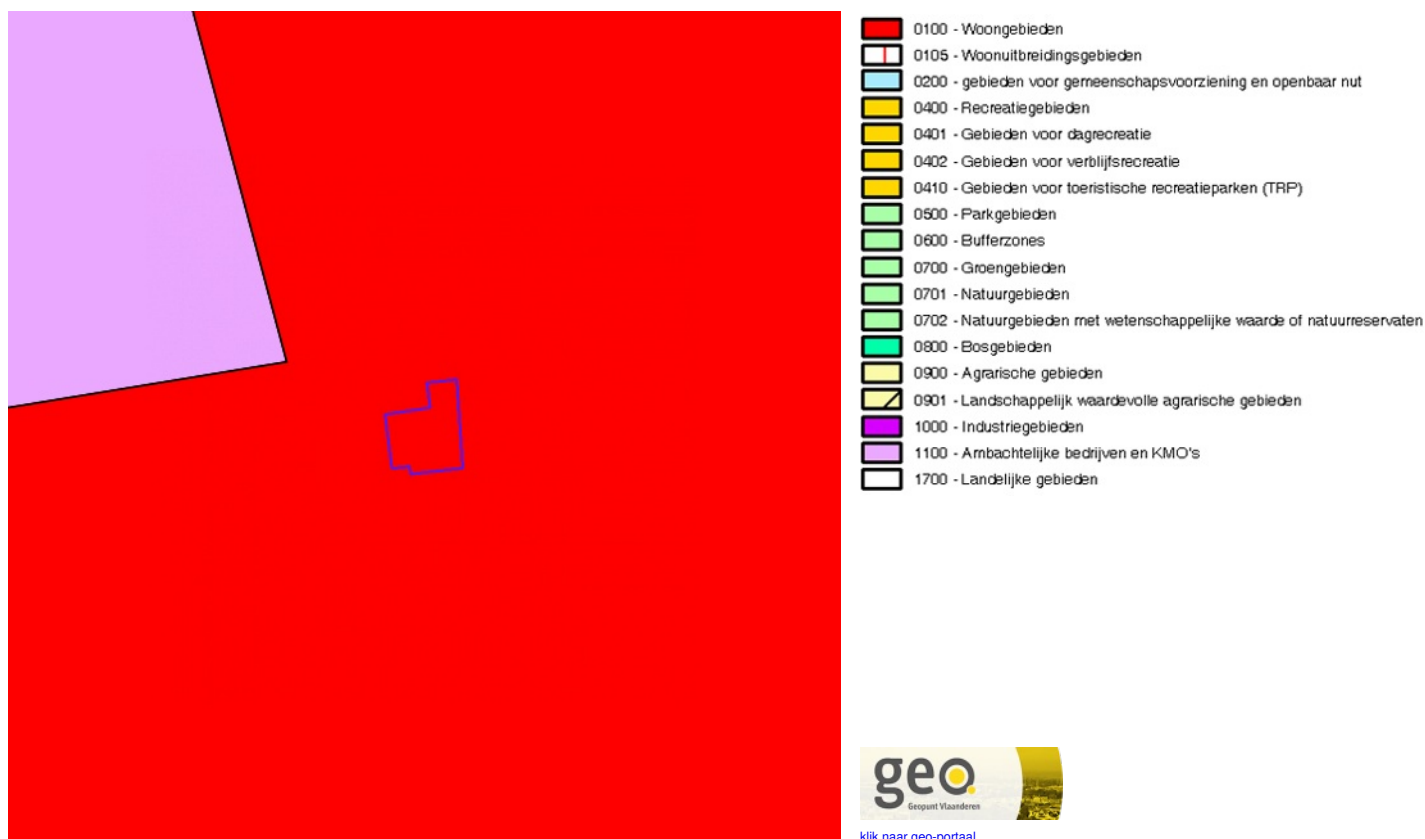 0100 - Woongebieden
0105 - Woonuitbreidingsgebieden
0200 - gebieden voor gemeenschapsvoorziening en openbaar nut
0400 - Recreatiegebieden
0401 - Gebieden voor dagrecreatie
0402 - Gebieden voor verblijfsrecreatie
0410 - Gebieden voor toeristische recreatieparken (TRP)
0500 - Parkgebieden
0600 - Bufferzones
0700 - Groengebieden
0701 - Natuurgebieden
0702 - Natuurgebieden met wetenschappelijke waarde of natuurreservaten
0800 - Bosgebieden
0900 - Agrarische gebieden
0901 - Landschappelijk waardevolle agrarische gebieden
1000 - Industriegebieden
1100 - Ambachtelijke bedrijven en KMO's
1700 - Landelijke gebieden
geo
Geopunt Vlaanderen
klik naar geo-portaal